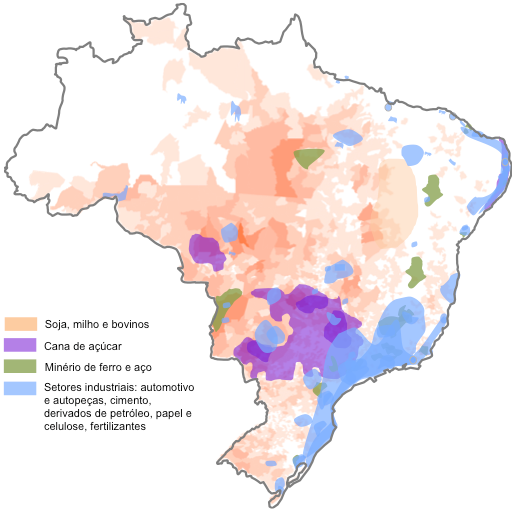 Soja, milho e bovinos
Cana de açúcar
Minério de ferro e aço
Setores industriais: automotivo
e autopeças, cimento,
derivados de petróleo, papel e
celulose, fertilizantes